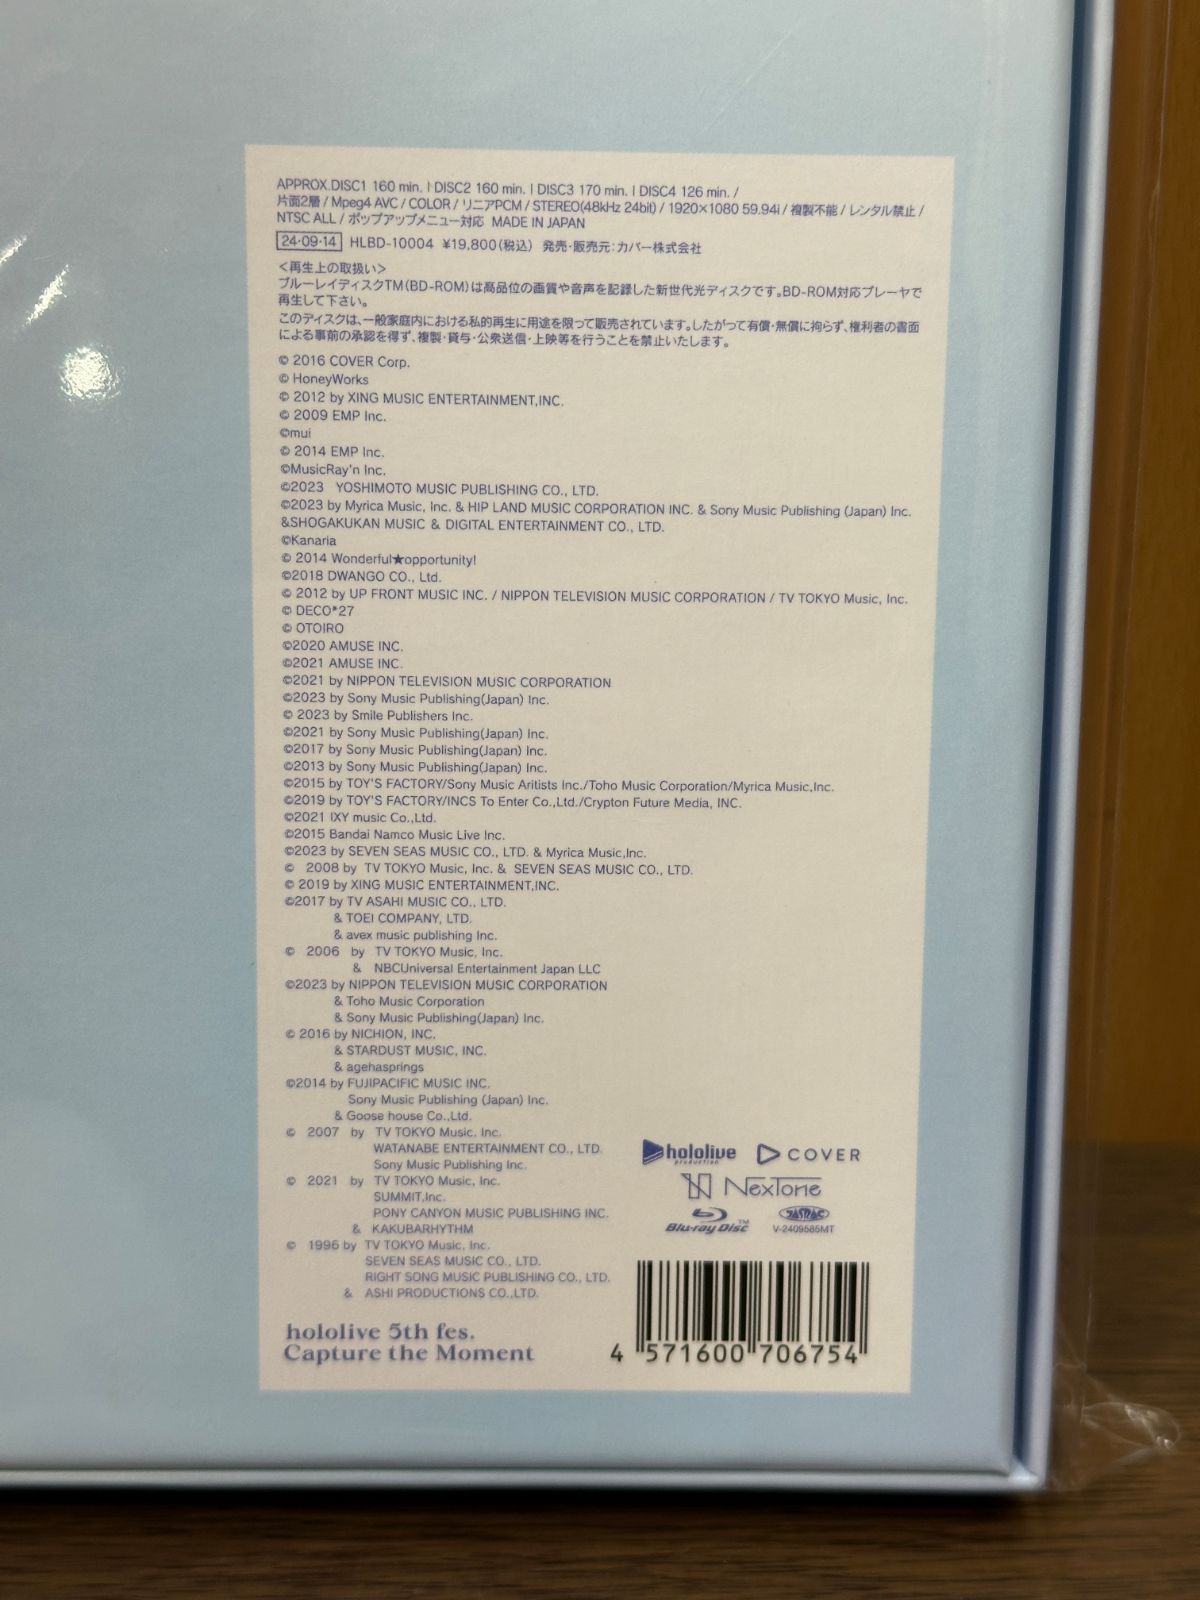 APPROX.DISC1 160 min. | DISC2 160 min. | DISC3 170 min. | DISC4 126 min. /
片面2層 / Mpeg4 AVC / COLOR / リニアPCM / STEREO(48kHz 24bit) / 1920×1080 59.94i / 複製不能 / レンタル禁止 /
NTSC ALL / ポップアップメニュー対応 MADE IN JAPAN
24·09·14 HLBD-10004 ¥19,800(税込) 発売・販売元:カバー株式会社
<再生上の取扱い>
ブルーレイディスクTM(BD-ROM)は高品位の画質や音声を記録した新世代光ディスクです。BD-ROM対応プレーヤで
再生して下さい。
このディスクは、一般家庭内における私的再生に用途を限って販売されています。したがって有償・無償に拘らず、権利者の書面
による事前の承認を得ず、複製・貸与・公衆送信・上映等を行うことを禁止いたします。
© 2016 COVER Corp.
© HoneyWorks
© 2012 by XING MUSIC ENTERTAINMENT,INC.
© 2009 EMP Inc.
©mui
© 2014 EMP Inc.
©MusicRay'n Inc.
©2023 YOSHIMOTO MUSIC PUBLISHING CO., LTD.
©2023 by Myrica Music, Inc. & HIP LAND MUSIC CORPORATION INC. & Sony Music Publishing (Japan) Inc.
&SHOGAKUKAN MUSIC & DIGITAL ENTERTAINMENT CO., LTD.
©Kanaria
© 2014 Wonderful★opportunity!
©2018 DWANGO CO., Ltd.
© 2012 by UP FRONT MUSIC INC. / NIPPON TELEVISION MUSIC CORPORATION / TV TOKYO Music, Inc.
© DECO*27
© OTOIRO
©2020 AMUSE INC.
©2021 AMUSE INC.
©2021 by NIPPON TELEVISION MUSIC CORPORATION
©2023 by Sony Music Publishing(Japan) Inc.
© 2023 by Smile Publishers Inc.
©2021 by Sony Music Publishing(Japan) Inc.
©2017 by Sony Music Publishing(Japan) Inc.
©2013 by Sony Music Publishing(Japan) Inc.
©2015 by TOY'S FACTORY/Sony Music Aritists Inc./Toho Music Corporation/Myrica Music,Inc.
©2019 by TOY'S FACTORY/INCS To Enter Co.,Ltd./Crypton Future Media, INC.
©2021 IXY music Co.,Ltd.
©2015 Bandai Namco Music Live Inc.
©2023 by SEVEN SEAS MUSIC CO., LTD. & Myrica Music,Inc.
© 2008 by TV TOKYO Music, Inc. & SEVEN SEAS MUSIC CO., LTD.
© 2019 by XING MUSIC ENTERTAINMENT,INC.
©2017 by TV ASAHI MUSIC CO., LTD.
& TOEI COMPANY, LTD.
& avex music publishing Inc.
© 2006 by TV TOKYO Music, Inc.
& NBCUniversal Entertainment Japan LLC
©2023 by NIPPON TELEVISION MUSIC CORPORATION
& Toho Music Corporation
& Sony Music Publishing(Japan) Inc.
© 2016 by NICHION, INC.
& STARDUST MUSIC, INC.
& agehasprings
©2014 by FUJIPACIFIC MUSIC INC.
Sony Music Publishing (Japan) Inc.
& Goose house Co.,Ltd.
© 2007 by TV TOKYO Music, Inc.
WATANABE ENTERTAINMENT CO., LTD.
Sony Music Publishing Inc.
© 2021 by TV TOKYO Music, Inc.
SUMMIT,Inc.
PONY CANYON MUSIC PUBLISHING INC.
& KAKUBARHYTHM
© 1996 by TV TOKYO Music, Inc.
SEVEN SEAS MUSIC CO., LTD.
RIGHT SONG MUSIC PUBLISHING CO., LTD.
& ASHI PRODUCTIONS CO.,LTD.
hololive 5th fes.
Capture the Moment
hololive production COVER
NexTone
Blu-ray Disc™ JASRAC
V-2409585MT
4 571600 706754